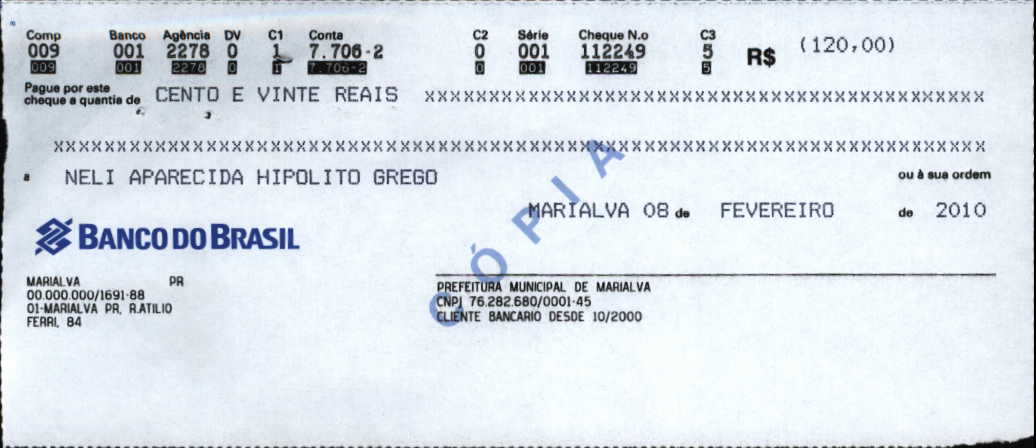 Comp Banco Agência DV C1 Conta C2 Série Cheque N.o C3
009 001 2278 0 1 7.706-2 0 001 112249 5 R$ (120,00)
009 001 2278 0 1 7.706-2 0 001 112249 5
Pague por este
cheque a quantia de CENTO E VINTE REAIS XXXXXXXXXXXXXXXXXXXXXXXXXXXXXXXXXXXXXXXXXXXXXXXXXX
XXXXXXXXXXXXXXXXXXXXXXXXXXXXXXXXXXXXXXXXXXXXXXXXXXXXXXXXXXXXXXXXXXXXXXXXXXXXXXXX
a NELI APARECIDA HIPOLITO GREGO ou à sua ordem
MARIALVA 08 de FEVEREIRO de 2010
CÓPIA
BANCO DO BRASIL
MARIALVA PR
00.000.000/1691-88
01-MARIALVA PR, R.ATILIO
FERRI, 84
PREFEITURA MUNICIPAL DE MARIALVA
CNPJ 76.282.680/0001-45
CLIENTE BANCARIO DESDE 10/2000